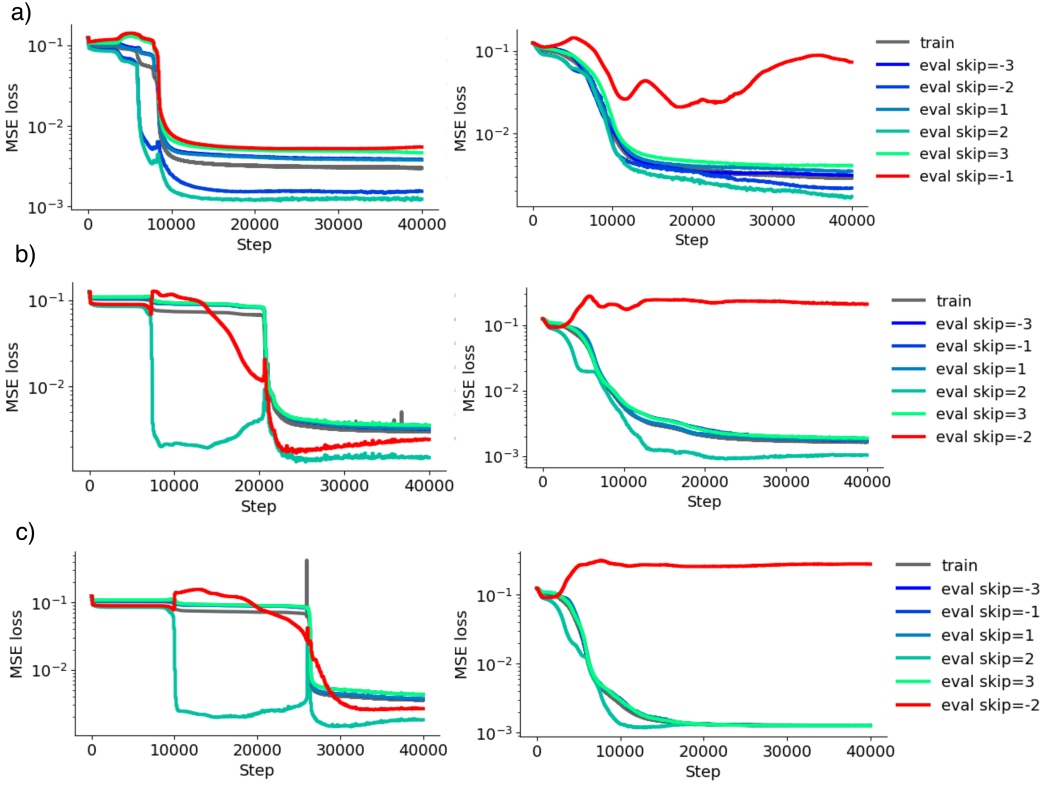 a)
10⁻¹
10⁻²
10⁻³
MSE loss
0 10000 20000 30000 40000
Step
10⁻¹
10⁻²
MSE loss
0 10000 20000 30000 40000
Step
train
eval skip=-3
eval skip=-2
eval skip=1
eval skip=2
eval skip=3
eval skip=-1
b)
10⁻¹
10⁻²
MSE loss
0 10000 20000 30000 40000
Step
10⁻¹
10⁻²
10⁻³
MSE loss
0 10000 20000 30000 40000
Step
train
eval skip=-3
eval skip=-1
eval skip=1
eval skip=2
eval skip=3
eval skip=-2
c)
10⁻¹
10⁻²
MSE loss
0 10000 20000 30000 40000
Step
10⁻¹
10⁻²
10⁻³
MSE loss
0 10000 20000 30000 40000
Step
train
eval skip=-3
eval skip=-1
eval skip=1
eval skip=2
eval skip=3
eval skip=-2